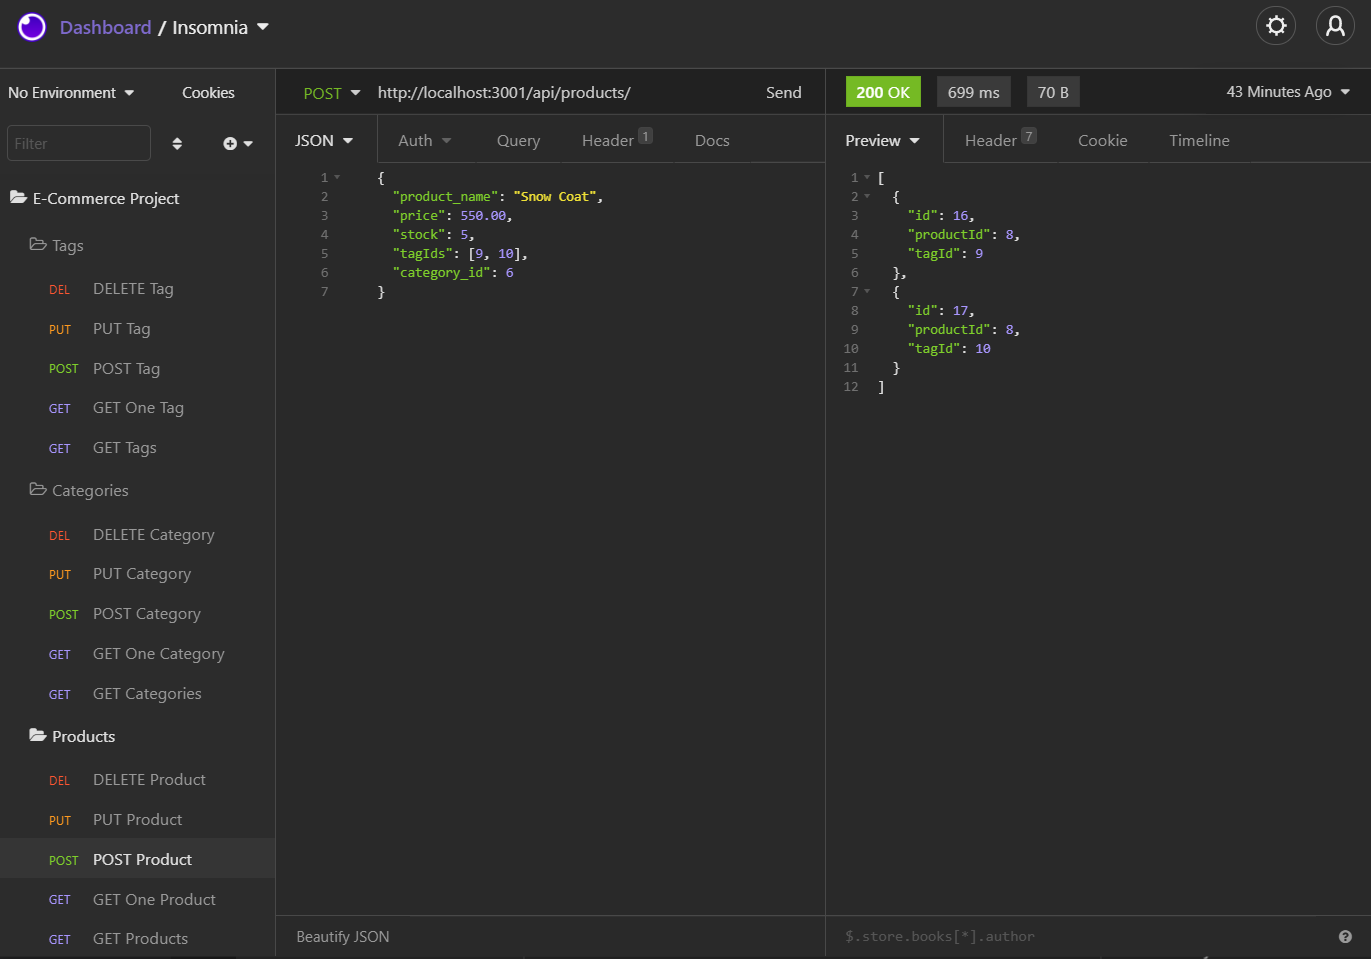 Dashboard / Insomnia
No Environment
Cookies
Filter
E-Commerce Project
Tags
DEL DELETE Tag
PUT PUT Tag
POST POST Tag
GET GET One Tag
GET GET Tags
Categories
DEL DELETE Category
PUT PUT Category
POST POST Category
GET GET One Category
GET GET Categories
Products
DEL DELETE Product
PUT PUT Product
POST POST Product
GET GET One Product
GET GET Products
POST http://localhost:3001/api/products/ Send
JSON Auth Query Header 1 Docs
1 {
2 "product_name": "Snow Coat",
3 "price": 550.00,
4 "stock": 5,
5 "tagIds": [9, 10],
6 "category_id": 6
7 }
Beautify JSON
200 OK 699 ms 70 B 43 Minutes Ago
Preview Header 7 Cookie Timeline
1 [
2 {
3 "id": 16,
4 "productId": 8,
5 "tagId": 9
6 },
7 {
8 "id": 17,
9 "productId": 8,
10 "tagId": 10
11 }
12 ]
$.store.books[*].author